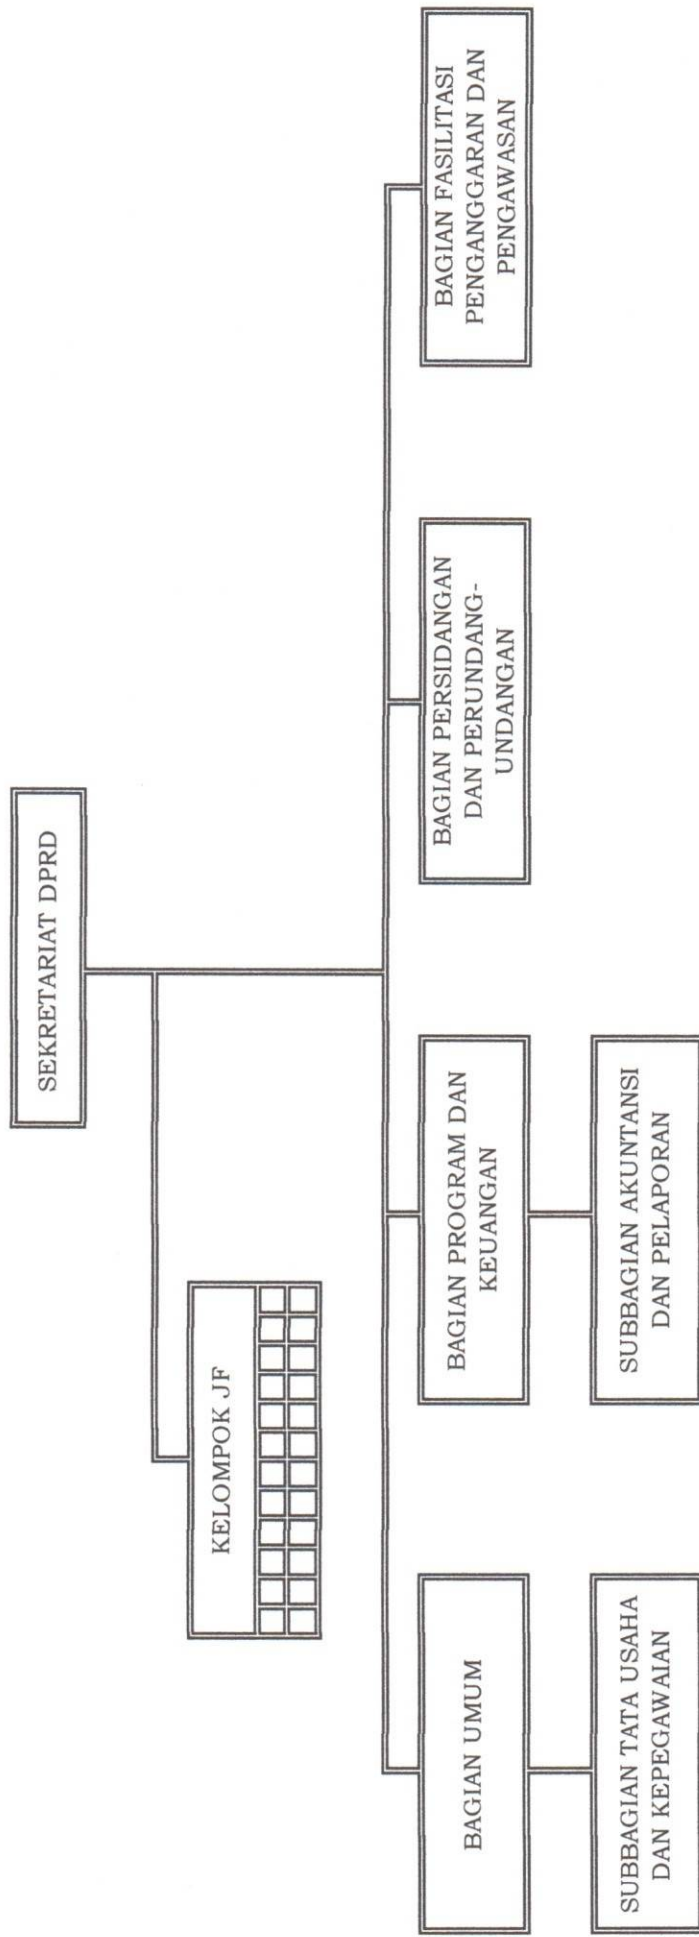 SEKRETARIAT DPRD
KELOMPOK JF
BAGIAN UMUM
BAGIAN PROGRAM DAN
KEUANGAN
BAGIAN PERSIDANGAN
DAN PERUNDANG-
UNDANGAN
BAGIAN FASILITASI
PENGANGGARAN DAN
PENGAWASAN
SUBBAGIAN TATA USAHA
DAN KEPEGAWAIAN
SUBBAGIAN AKUNTANSI
DAN PELAPORAN